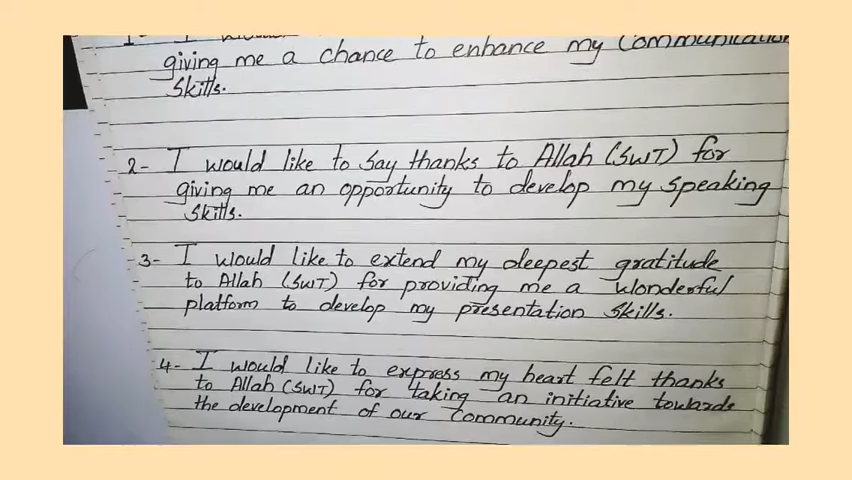 1- I would
giving me a chance to enhance my Communication
Skills.
2- I would like to say thanks to Allah (SWT) for
giving me an opportunity to develop my speaking
skills.
3- I would like to extend my deepest gratitude
to Allah (SWT) for providing me a wonderful
platform to develop my presentation skills.
4- I would like to express my heart felt thanks
to Allah (SWT) for taking an initiative towards
the development of our Community.